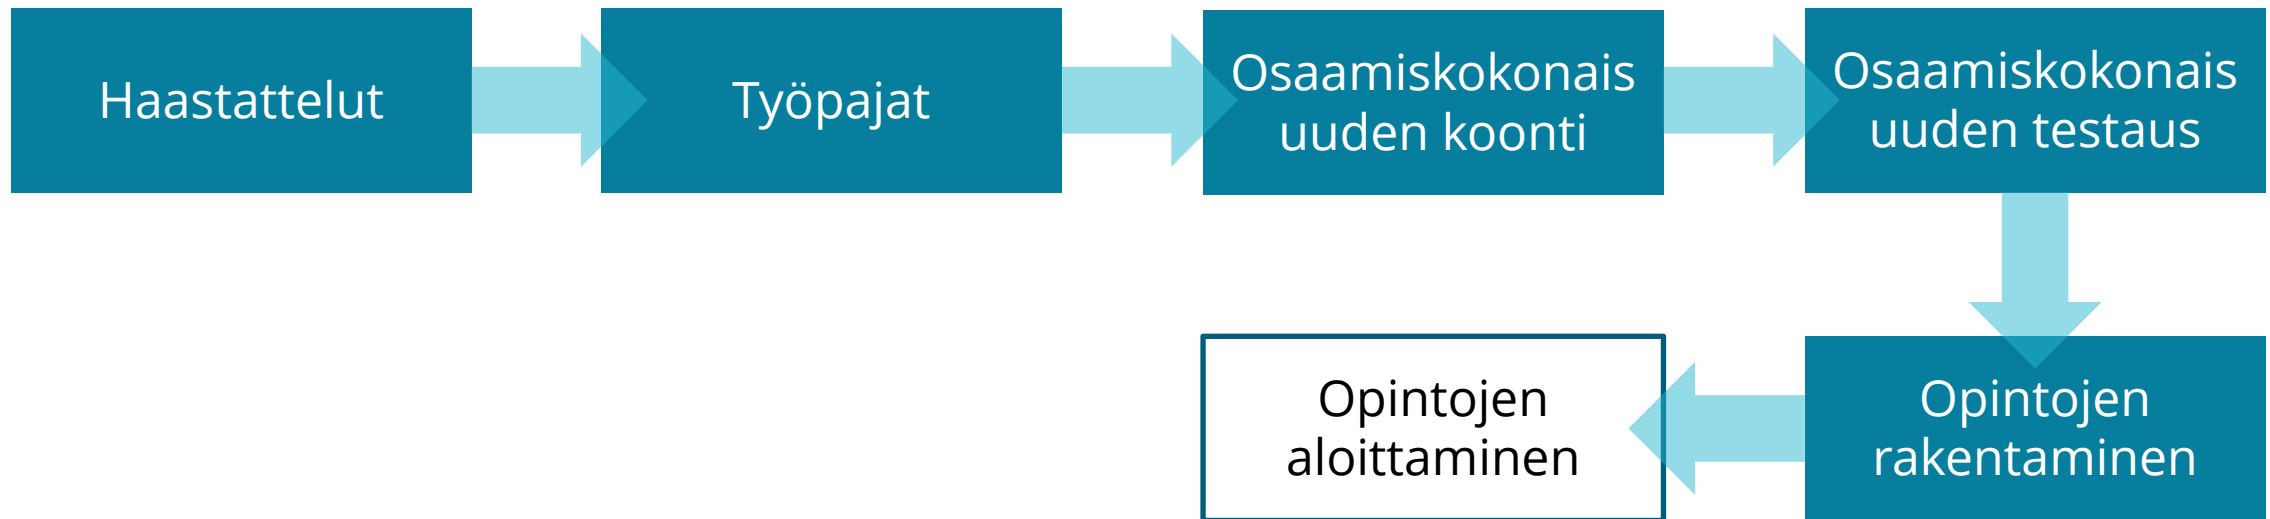 Haastattelut
Työpajat
Osaamiskokonais
uuden koonti
Osaamiskokonais
uuden testaus
Opintojen
rakentaminen
Opintojen
aloittaminen